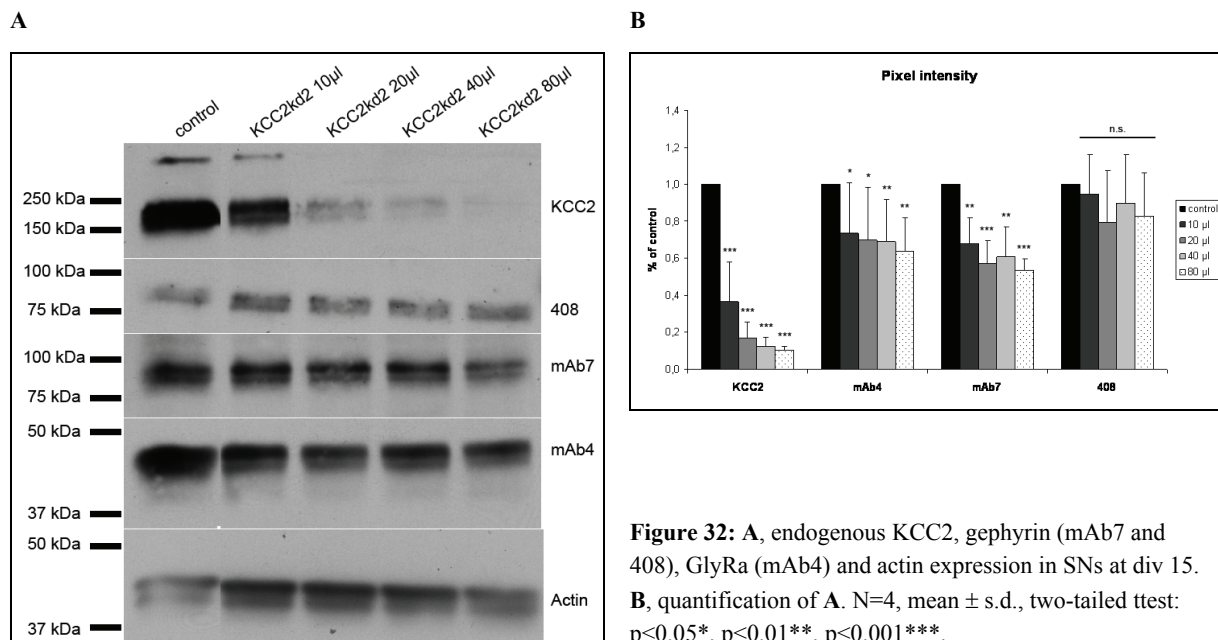 A
control
KCC2kd2 10µl
KCC2kd2 20µl
KCC2kd2 40µl
KCC2kd2 80µl
250 kDa
KCC2
150 kDa
100 kDa
408
75 kDa
100 kDa
mAb7
75 kDa
50 kDa
mAb4
37 kDa
50 kDa
Actin
37 kDa
B
Pixel intensity
1,4
1,2
1,0
0,8
0,6
0,4
0,2
0,0
% of control
***
***
***
***
*
*
**
**
**
***
**
***
n.s.
KCC2
mAb4
mAb7
408
control
10 µl
20 µl
40 µl
80 µl
Figure 32: A, endogenous KCC2, gephyrin (mAb7 and
408), GlyRa (mAb4) and actin expression in SNs at div 15.
B, quantification of A. N=4, mean ± s.d., two-tailed ttest:
p<0.05*, p<0.01**, p<0.001***.